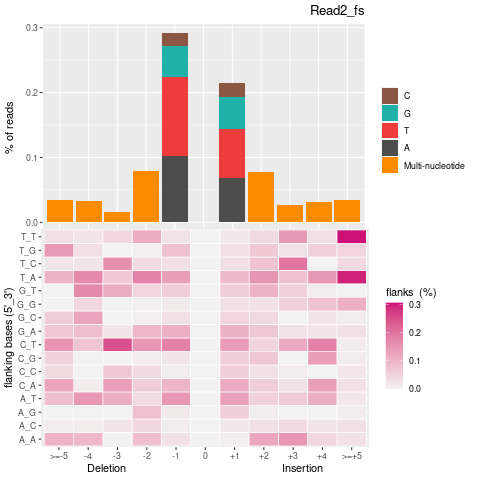 Read2_fs
% of reads
0.3
0.2
0.1
0.0
C
G
T
A
Multi-nucleotide
flanking bases (5'_3')
T_T
T_G
T_C
T_A
G_T
G_G
G_C
G_A
C_T
C_G
C_C
C_A
A_T
A_G
A_C
A_A
flanks (%)
0.3
0.2
0.1
0.0
>=-5 -4 -3 -2 -1 0 +1 +2 +3 +4 >=+5
Deletion Insertion